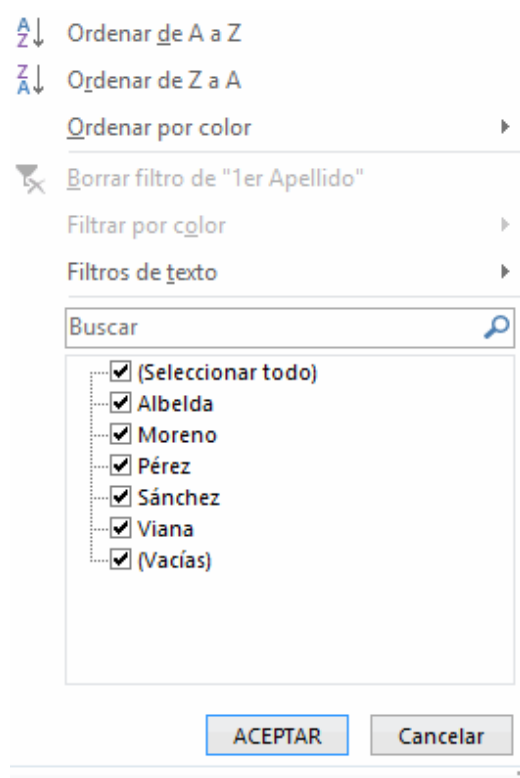 Ordenar de A a Z
Ordenar de Z a A
Ordenar por color
Borrar filtro de "1er Apellido"
Filtrar por color
Filtros de texto
Buscar
(Seleccionar todo)
Albelda
Moreno
Pérez
Sánchez
Viana
(Vacías)
ACEPTAR Cancelar